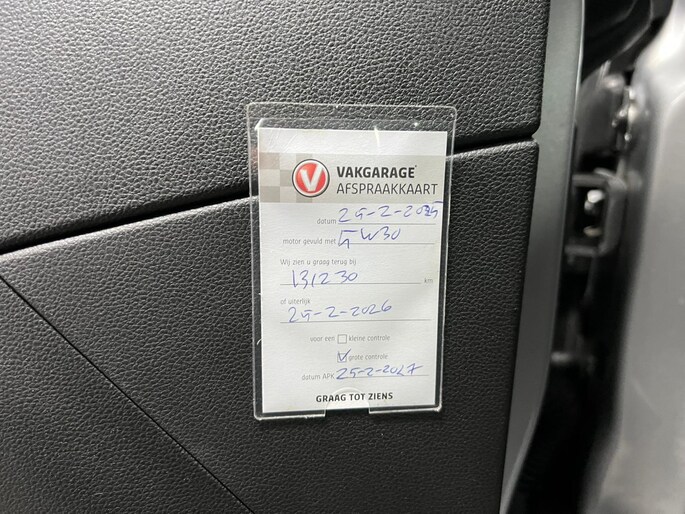 V
VAKGARAGE
AFSPRAAKKAART
datum 25-2-2025
motor gevuld met 5W30
Wij zien u graag terug bij
131230 km
of uiterlijk
25-2-2026
voor een kleine controle
grote controle
datum APK 25-2-2027
GRAAG TOT ZIENS